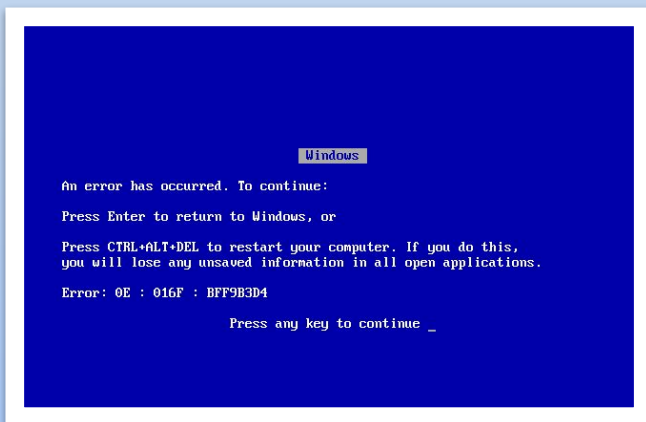 Windows
An error has occurred. To continue:
Press Enter to return to Windows, or
Press CTRL+ALT+DEL to restart your computer. If you do this,
you will lose any unsaved information in all open applications.
Error: 0E : 016F : BFF9B3D4
Press any key to continue _